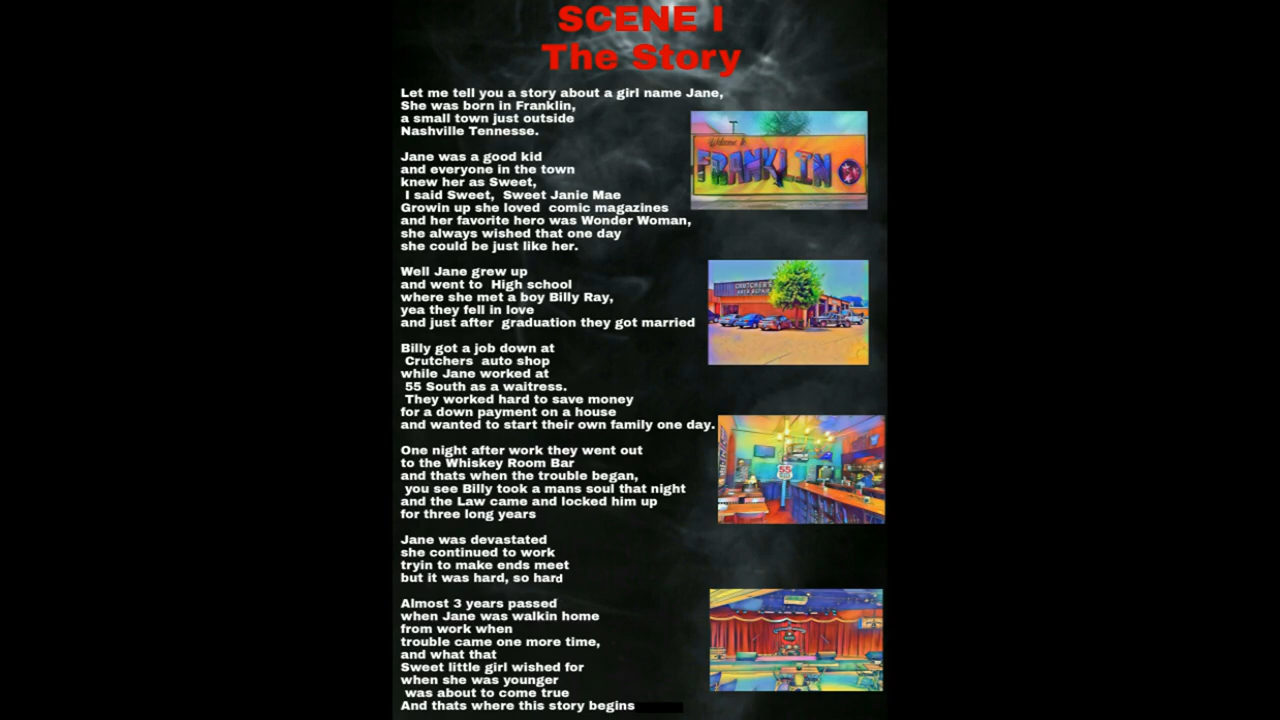 SCENE I
The Story
Let me tell you a story about a girl name Jane,
She was born in Franklin,
a small town just outside
Nashville Tennesse.
Jane was a good kid
and everyone in the town
knew her as Sweet,
I said Sweet, Sweet Janie Mae
Growin up she loved comic magazines
and her favorite hero was Wonder Woman,
she always wished that one day
she could be just like her.
Well Jane grew up
and went to High school
where she met a boy Billy Ray,
yea they fell in love
and just after graduation they got married
Billy got a job down at
Crutchers auto shop
while Jane worked at
55 South as a waitress.
They worked hard to save money
for a down payment on a house
and wanted to start their own family one day.
One night after work they went out
to the Whiskey Room Bar
and thats when the trouble began,
you see Billy took a mans soul that night
and the Law came and locked him up
for three long years
Jane was devastated
she continued to work
tryin to make ends meet
but it was hard, so hard
Almost 3 years passed
when Jane was walkin home
from work when
trouble came one more time,
and what that
Sweet little girl wished for
when she was younger
was about to come true
And thats where this story begins
Welcome to
FRANKLIN
CRUTCHER'S
55